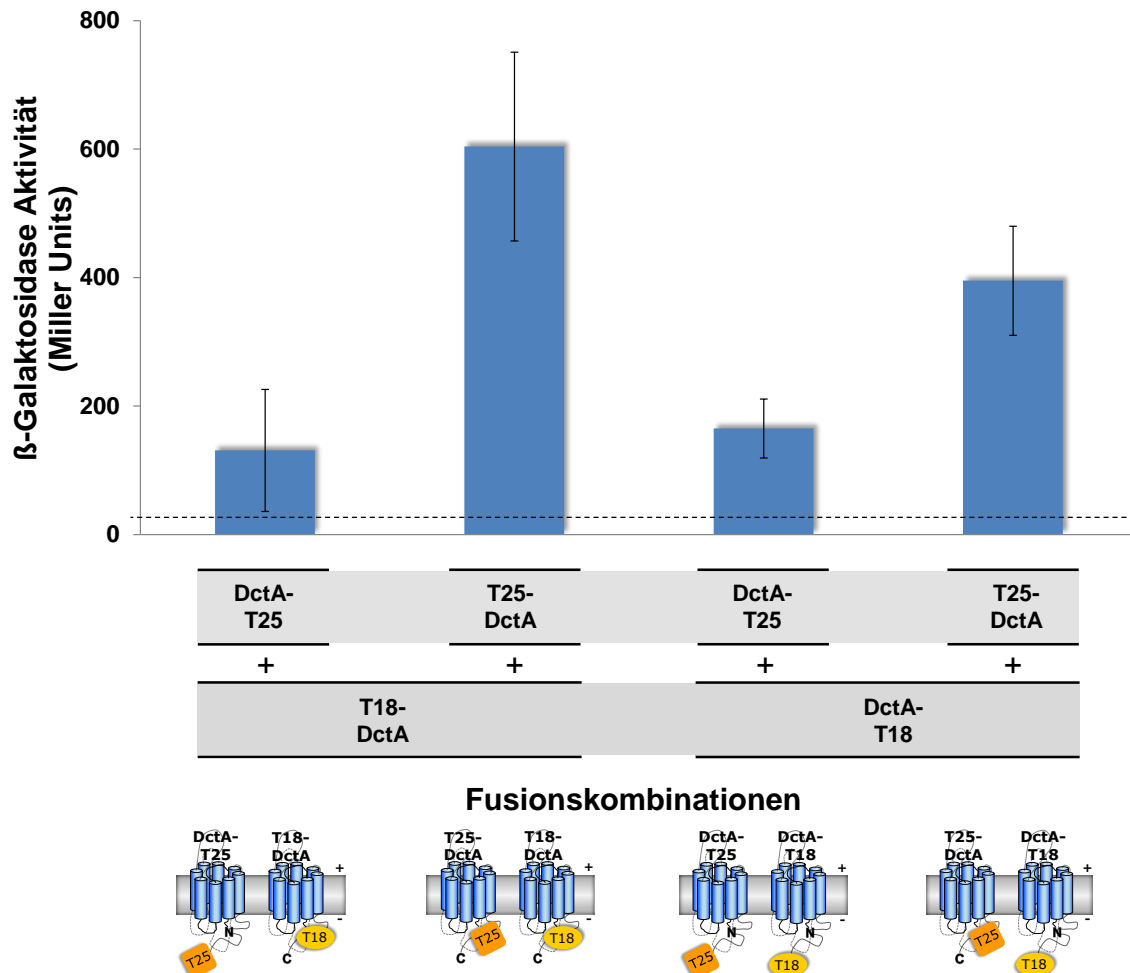 800
600
400
200
0
ß-Galaktosidase Aktivität
(Miller Units)
DctA-
T25
T25-
DctA
DctA-
T25
T25-
DctA
+
+
+
+
T18-
DctA
DctA-
T18
Fusionskombinationen
DctA-
T25
T18-
DctA
+
-
N
T25
C
T18
T25-
DctA
T18-
DctA
+
-
T25
C
C
T18
DctA-
T25
DctA-
T18
+
-
N
N
T25
T18
T25-
DctA
DctA-
T18
+
-
T25
N
C
T18